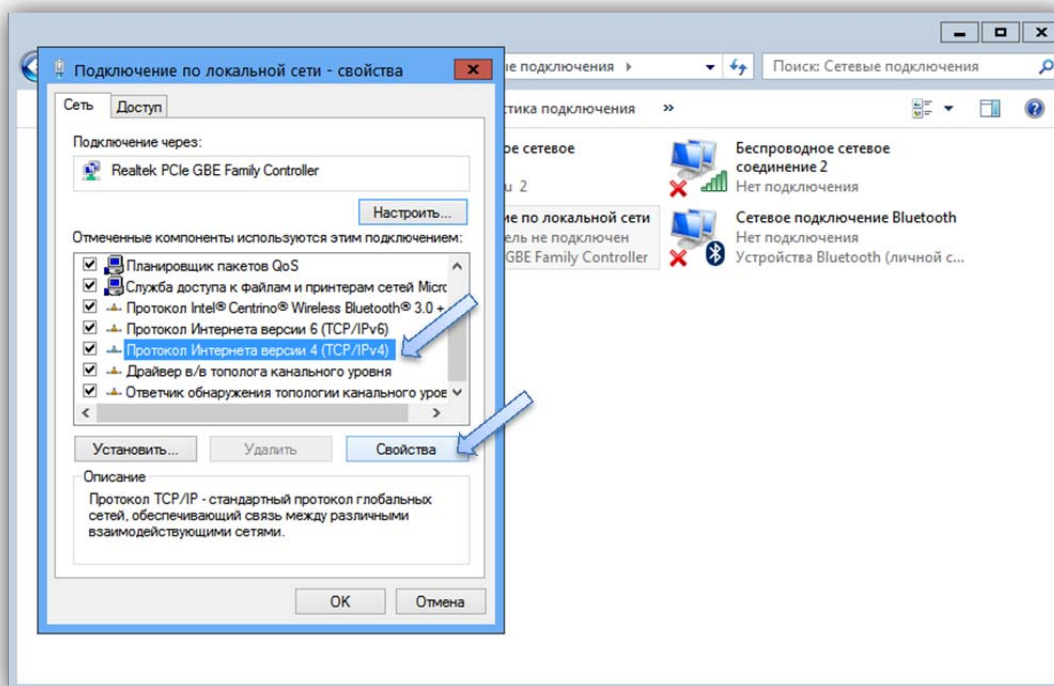 Подключение по локальной сети - свойства
ие подключения
Поиск: Сетевые подключения
Сеть
Доступ
стика подключения
»
Подключение через:
Realtek PCIe GBE Family Controller
Настроить...
Отмеченные компоненты используются этим подключением:
Планировщик пакетов QoS
Служба доступа к файлам и принтерам сетей Micro
Протокол Intel® Centrino® Wireless Bluetooth® 3.0 +
Протокол Интернета версии 6 (TCP/IPv6)
Протокол Интернета версии 4 (TCP/IPv4)
Драйвер в/в тополога канального уровня
Ответчик обнаружения топологии канального уров
Установить...
Удалить
Свойства
Описание
Протокол TCP/IP - стандартный протокол глобальных
сетей, обеспечивающий связь между различными
взаимодействующими сетями.
OK
Отмена
ое сетевое
u 2
ие по локальной сети
ель не подключен
GBE Family Controller
Беспроводное сетевое
соединение 2
Нет подключения
Сетевое подключение Bluetooth
Нет подключения
Устройства Bluetooth (личной с...